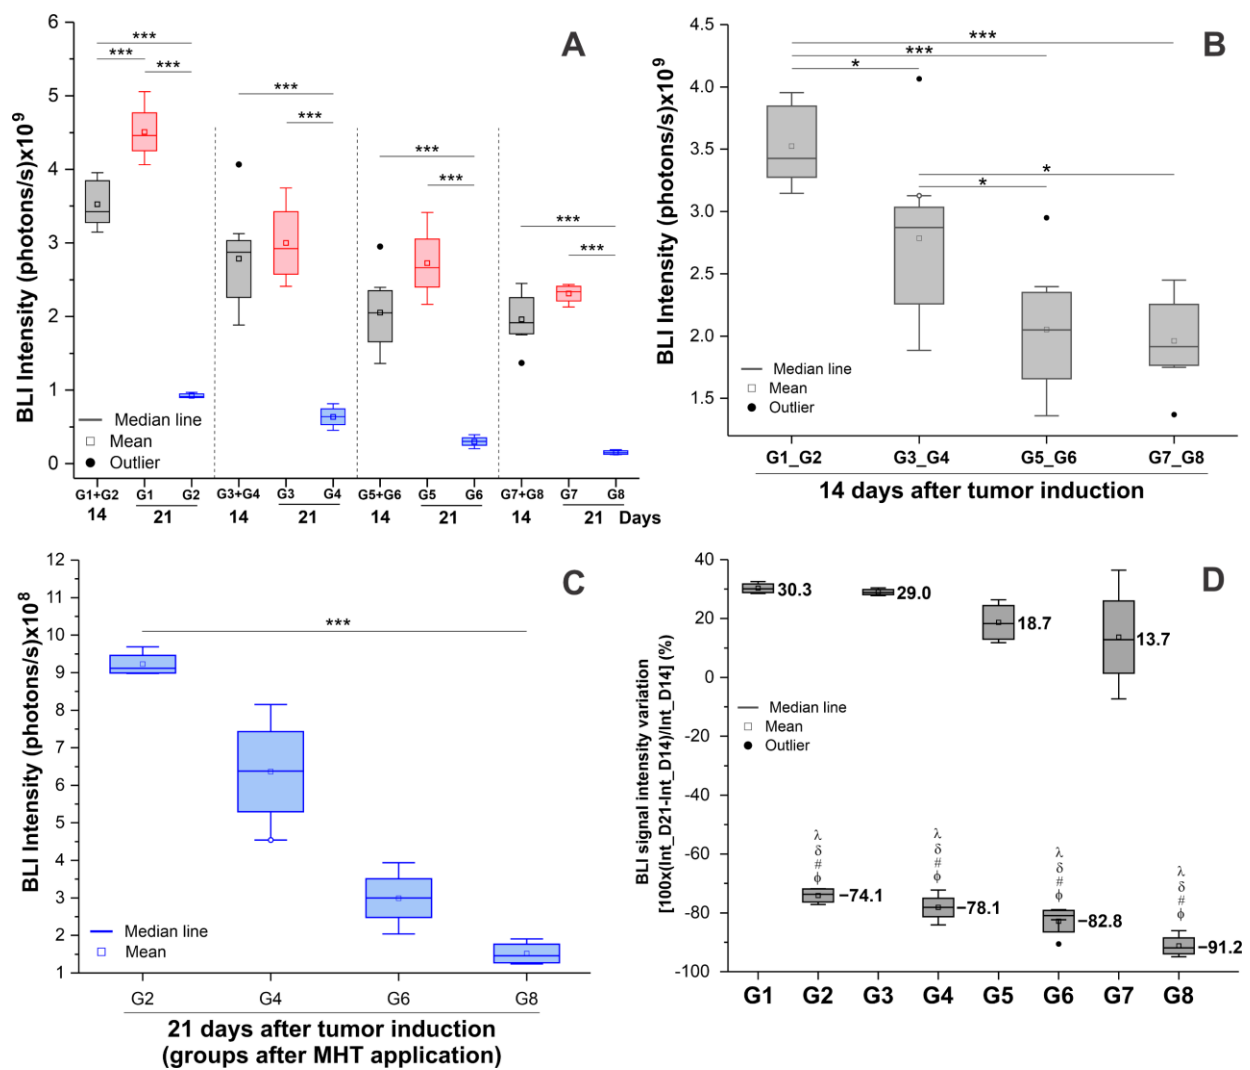 A
BLI Intensity (photons/s)x10⁹
6
5
4
3
2
1
0
***
***
***
***
***
***
***
***
***
Median line
Mean
Outlier
G1+G2 G1 G2 G3+G4 G3 G4 G5+G6 G5 G6 G7+G8 G7 G8
14 21 14 21 14 21 14 21 Days
B
BLI Intensity (photons/s)x10⁹
4.5
4.0
3.5
3.0
2.5
2.0
1.5
***
***
*
*
*
Median line
Mean
Outlier
G1_G2 G3_G4 G5_G6 G7_G8
14 days after tumor induction
C
BLI Intensity (photons/s)x10⁸
12
11
10
9
8
7
6
5
4
3
2
1
***
Median line
Mean
G2 G4 G6 G8
21 days after tumor induction
(groups after MHT application)
D
BLI signal intensity variation
[100x(Int_D21-Int_D14)/Int_D14] (%)
40
20
0
-20
-40
-60
-80
-100
30.3
29.0
18.7
13.7
Median line
Mean
Outlier
λ
δ
#
ϕ
−74.1
λ
δ
#
ϕ
−78.1
λ
δ
#
ϕ
−82.8
λ
δ
#
ϕ
−91.2
G1 G2 G3 G4 G5 G6 G7 G8